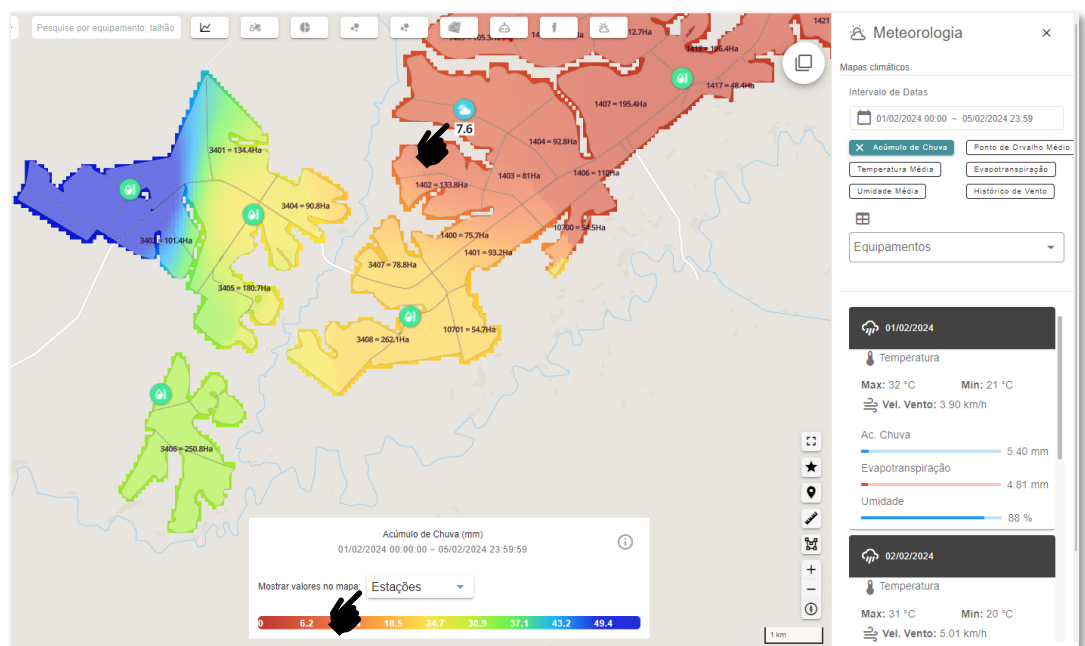 Pesquise por equipamento, talhão
1421
12.7Ha
1418 = 106.4Ha
1417 = 48.4Ha
1407 = 195.4Ha
7.6
3401 = 134.4Ha
1404 = 92.8Ha
1403 = 81Ha
1406 = 110Ha
1402 = 133.8Ha
3404 = 90.8Ha
10700 = 54.5Ha
3402 = 101.4Ha
1400 = 75.7Ha
1401 = 93.2Ha
3407 = 78.8Ha
3405 = 180.7Ha
10701 = 54.7Ha
3408 = 262.1Ha
3406 = 250.8Ha
Acúmulo de Chuva (mm)
01/02/2024 00:00:00 ~ 05/02/2024 23:59:59
Mostrar valores no mapa:
Estações
0 6.2 18.5 24.7 30.9 37.1 43.2 49.4
1 km
Meteorologia
Mapas climáticos
Intervalo de Datas
01/02/2024 00:00 ~ 05/02/2024 23:59
Acúmulo de Chuva
Ponto de Orvalho Médio
Temperatura Média
Evapotranspiração
Umidade Média
Histórico de Vento
Equipamentos
01/02/2024
Temperatura
Max: 32 °C Min: 21 °C
Vel. Vento: 3.90 km/h
Ac. Chuva
5.40 mm
Evapotranspiração
4.81 mm
Umidade
88 %
02/02/2024
Temperatura
Max: 31 °C Min: 20 °C
Vel. Vento: 5.01 km/h